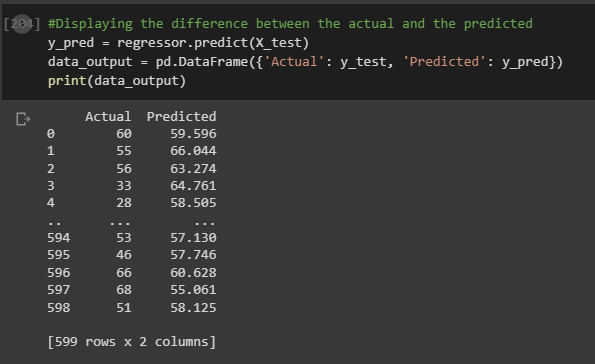 [204] #Displaying the difference between the actual and the predicted
y_pred = regressor.predict(X_test)
data_output = pd.DataFrame({'Actual': y_test, 'Predicted': y_pred})
print(data_output)
Actual Predicted
0 60 59.596
1 55 66.044
2 56 63.274
3 33 64.761
4 28 58.505
.. ... ...
594 53 57.130
595 46 57.746
596 66 60.628
597 68 55.061
598 51 58.125
[599 rows x 2 columns]